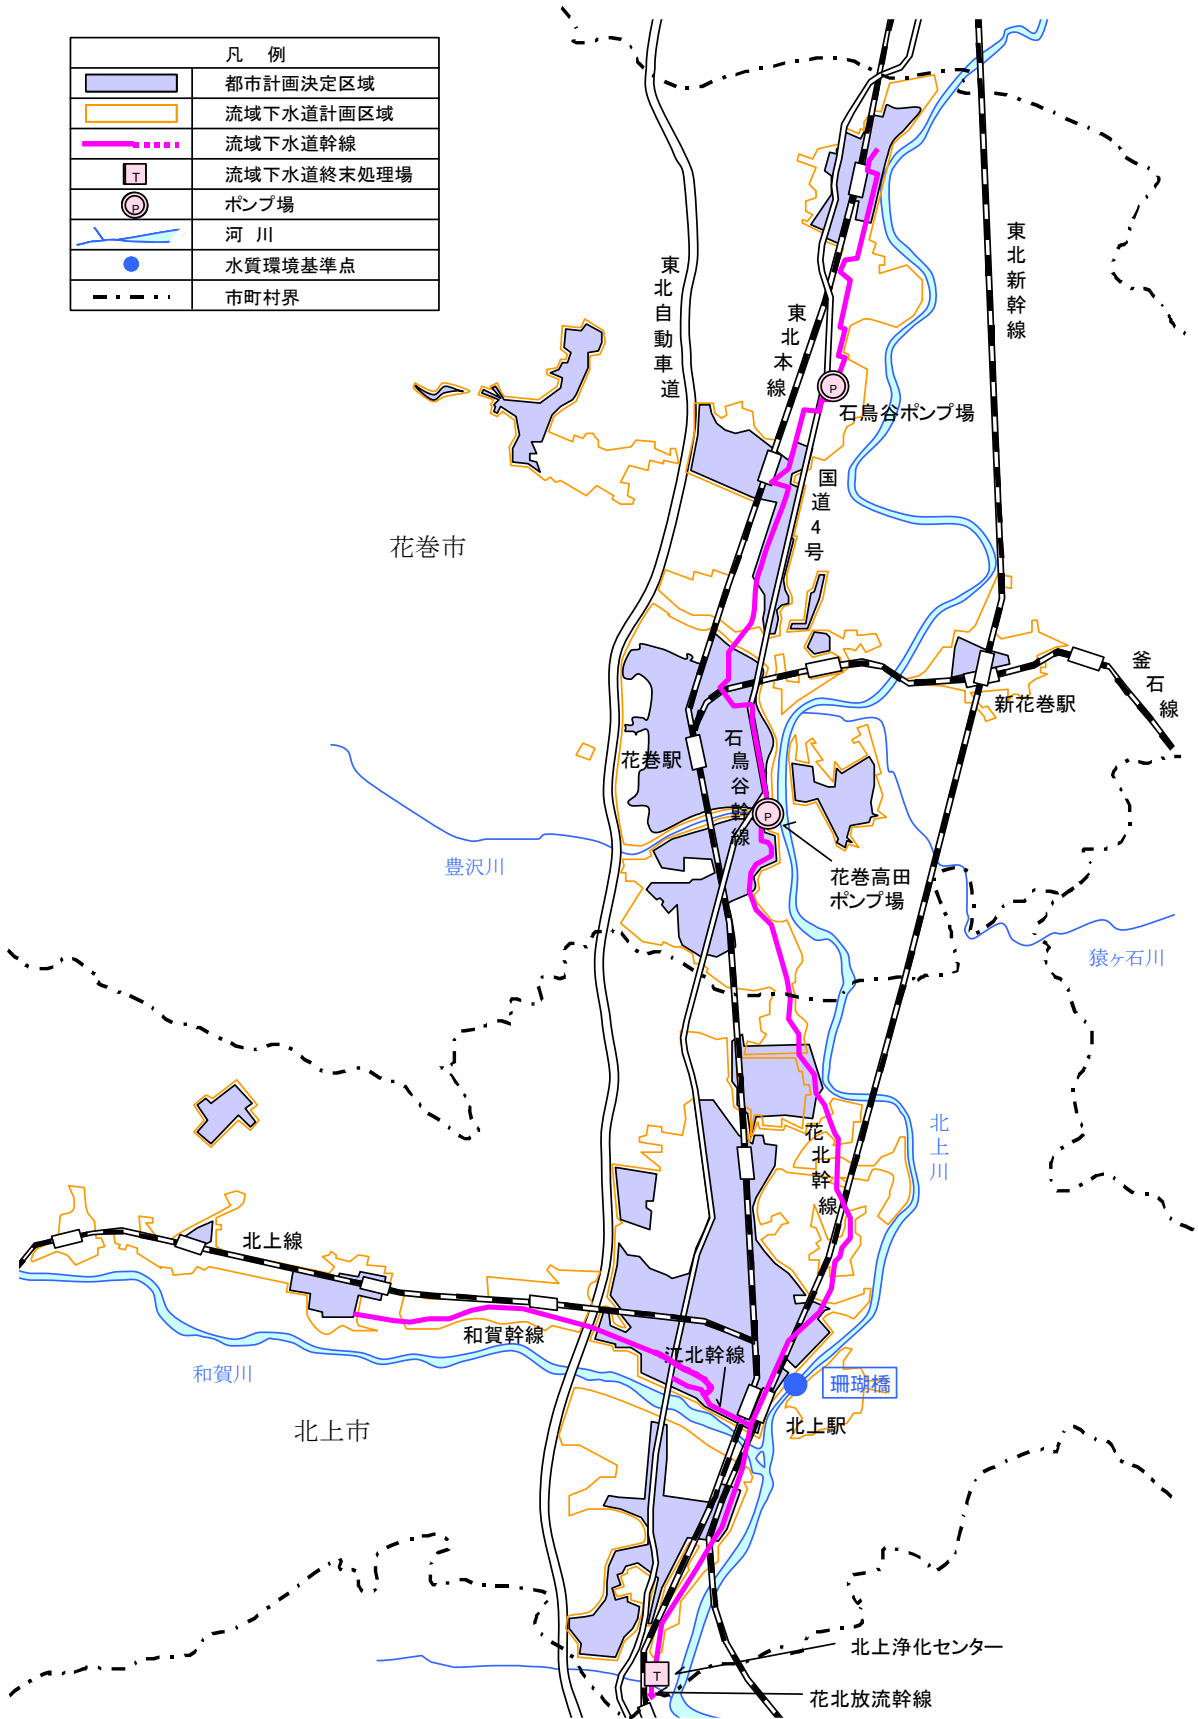 凡 例
都市計画決定区域
流域下水道計画区域
流域下水道幹線
T
流域下水道終末処理場
P
ポンプ場
河 川
水質環境基準点
市町村界
東北自動車道
東北本線
東北新幹線
P
石鳥谷ポンプ場
国道4号
花巻市
釜石線
新花巻駅
花巻駅
石鳥谷幹線
P
豊沢川
花巻高田
ポンプ場
猿ヶ石川
北上川
花北幹線
北上線
和賀幹線
江北幹線
和賀川
珊瑚橋
北上駅
北上市
北上浄化センター
T
花北放流幹線